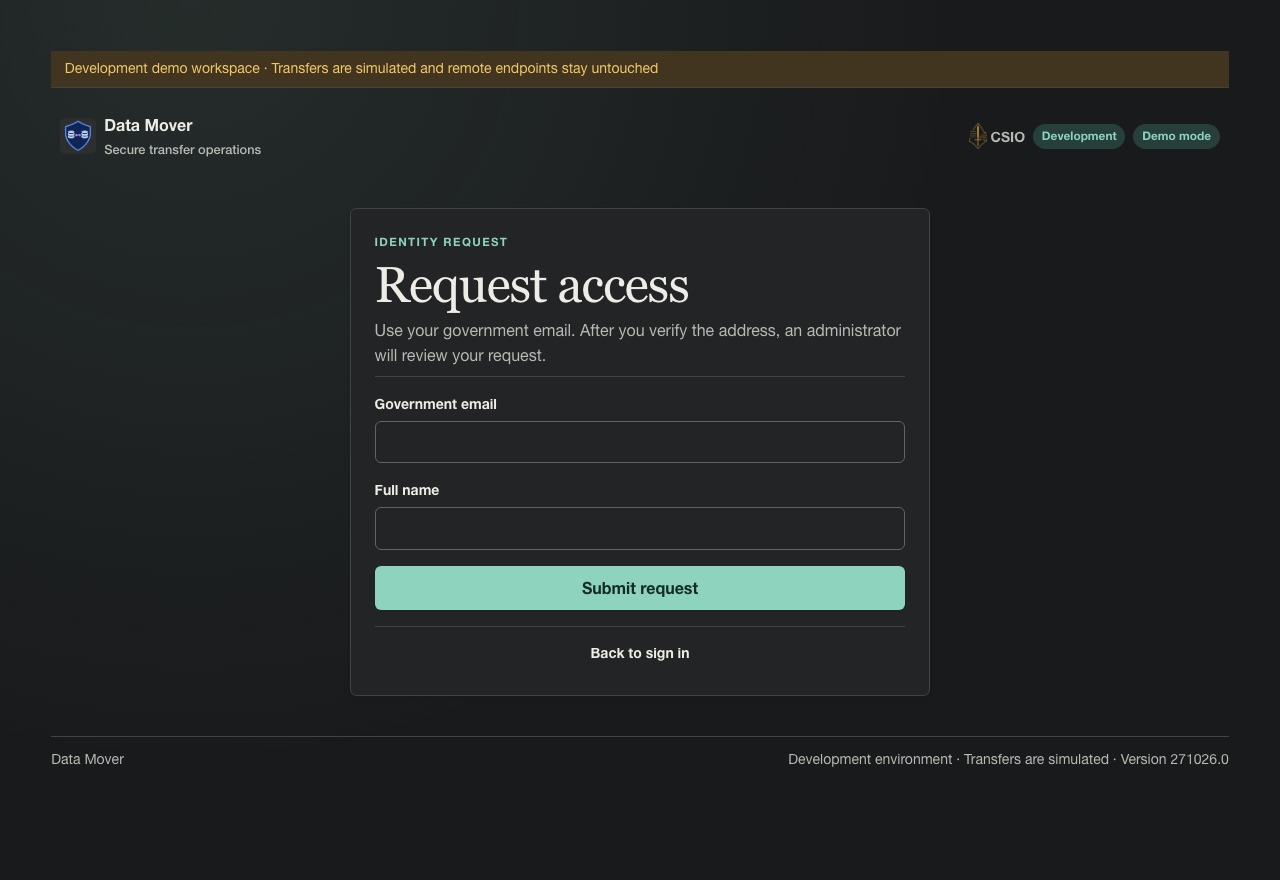 Development demo workspace · Transfers are simulated and remote endpoints stay untouched
Data Mover
Secure transfer operations
CSIO
Development
Demo mode
IDENTITY REQUEST
Request access
Use your government email. After you verify the address, an administrator
will review your request.
Government email
Full name
Submit request
Back to sign in
Data Mover
Development environment · Transfers are simulated · Version 271026.0